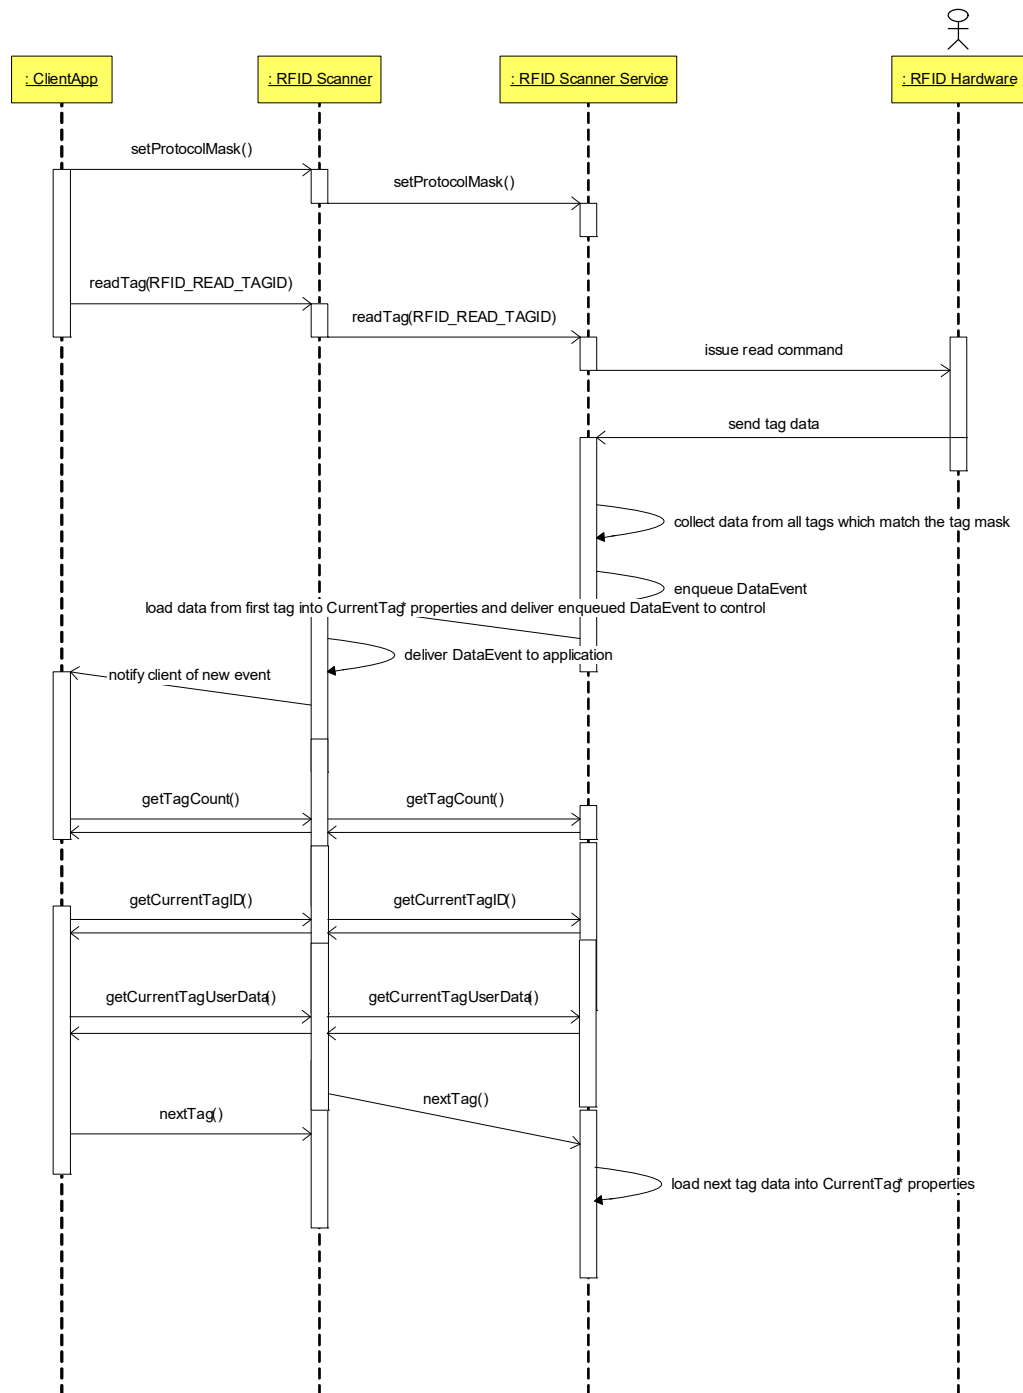 : ClientApp
: RFID Scanner
: RFID Scanner Service
: RFID Hardware
setProtocolMask()
setProtocolMask()
readTag(RFID_READ_TAGID)
readTag(RFID_READ_TAGID)
issue read command
send tag data
collect data from all tags which match the tag mask
enqueue DataEvent
load data from first tag into CurrentTag* properties and deliver enqueued DataEvent to control
deliver DataEvent to application
notify client of new event
getTagCount()
getTagCount()
getCurrentTagID()
getCurrentTagID()
getCurrentTagUserData()
getCurrentTagUserData()
nextTag()
nextTag()
load next tag data into CurrentTag* properties